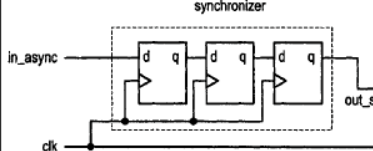 synchronizer
in_async
d q d q d q
out_s
clk